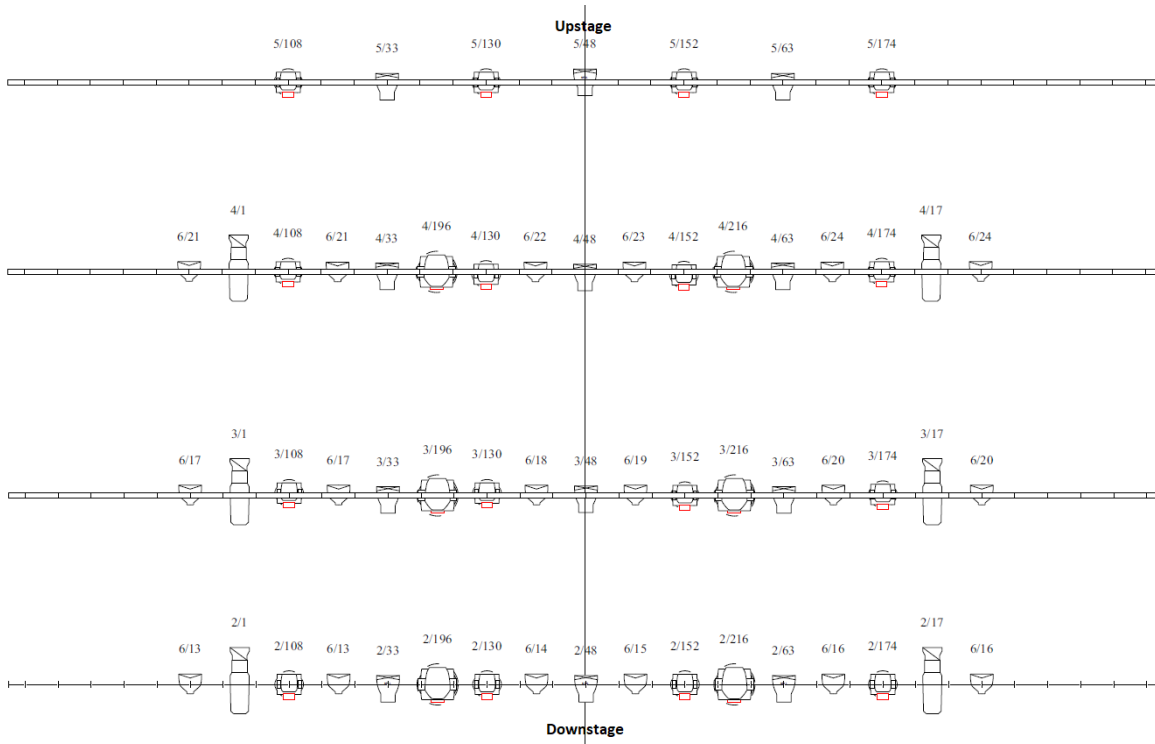 Upstage
5/108 5/33 5/130 5/48 5/152 5/63 5/174
4/1 4/17
6/21 4/108 6/21 4/33 4/196 4/130 6/22 4/48 6/23 4/152 4/216 4/63 6/24 4/174 6/24
3/1 3/17
6/17 3/108 6/17 3/33 3/196 3/130 6/18 3/48 6/19 3/152 3/216 3/63 6/20 3/174 6/20
2/1 2/17
6/13 2/108 6/13 2/33 2/196 2/130 6/14 2/48 6/15 2/152 2/216 2/63 6/16 2/174 6/16
Downstage